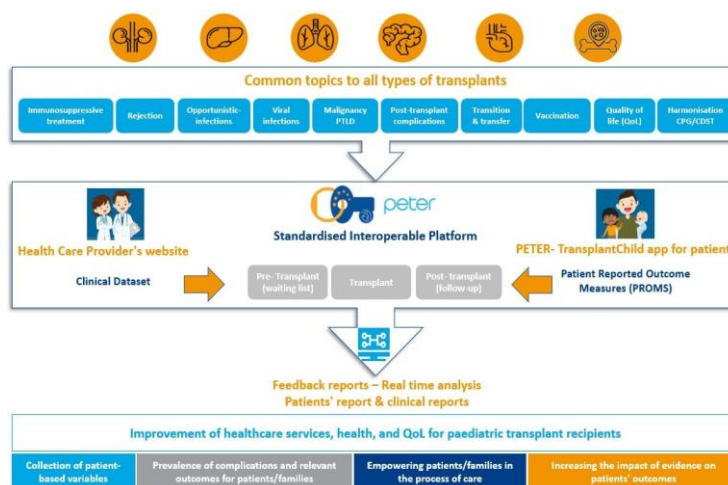 Common topics to all types of transplants
Immunosuppressive
treatment
Rejection
Opportunistic-
infections
Viral
infections
Malignancy
PTLD
Post-transplant
complications
Transition
& transfer
Vaccination
Quality of
life (QoL)
Harmonisation
CPG/CDST
peter
Standardised Interoperable Platform
Health Care Provider's website
PETER- TransplantChild app for patient
Clinical Dataset
Pre- Transplant
(waiting list)
Transplant
Post- transplant
(follow-up)
Patient Reported Outcome
Measures (PROMS)
Feedback reports – Real time analysis
Patients' report & clinical reports
Improvement of healthcare services, health, and QoL for paediatric transplant recipients
Collection of patient-
based variables
Prevalence of complications and relevant
outcomes for patients/families
Empowering patients/families in
the process of care
Increasing the impact of evidence on
patients' outcomes